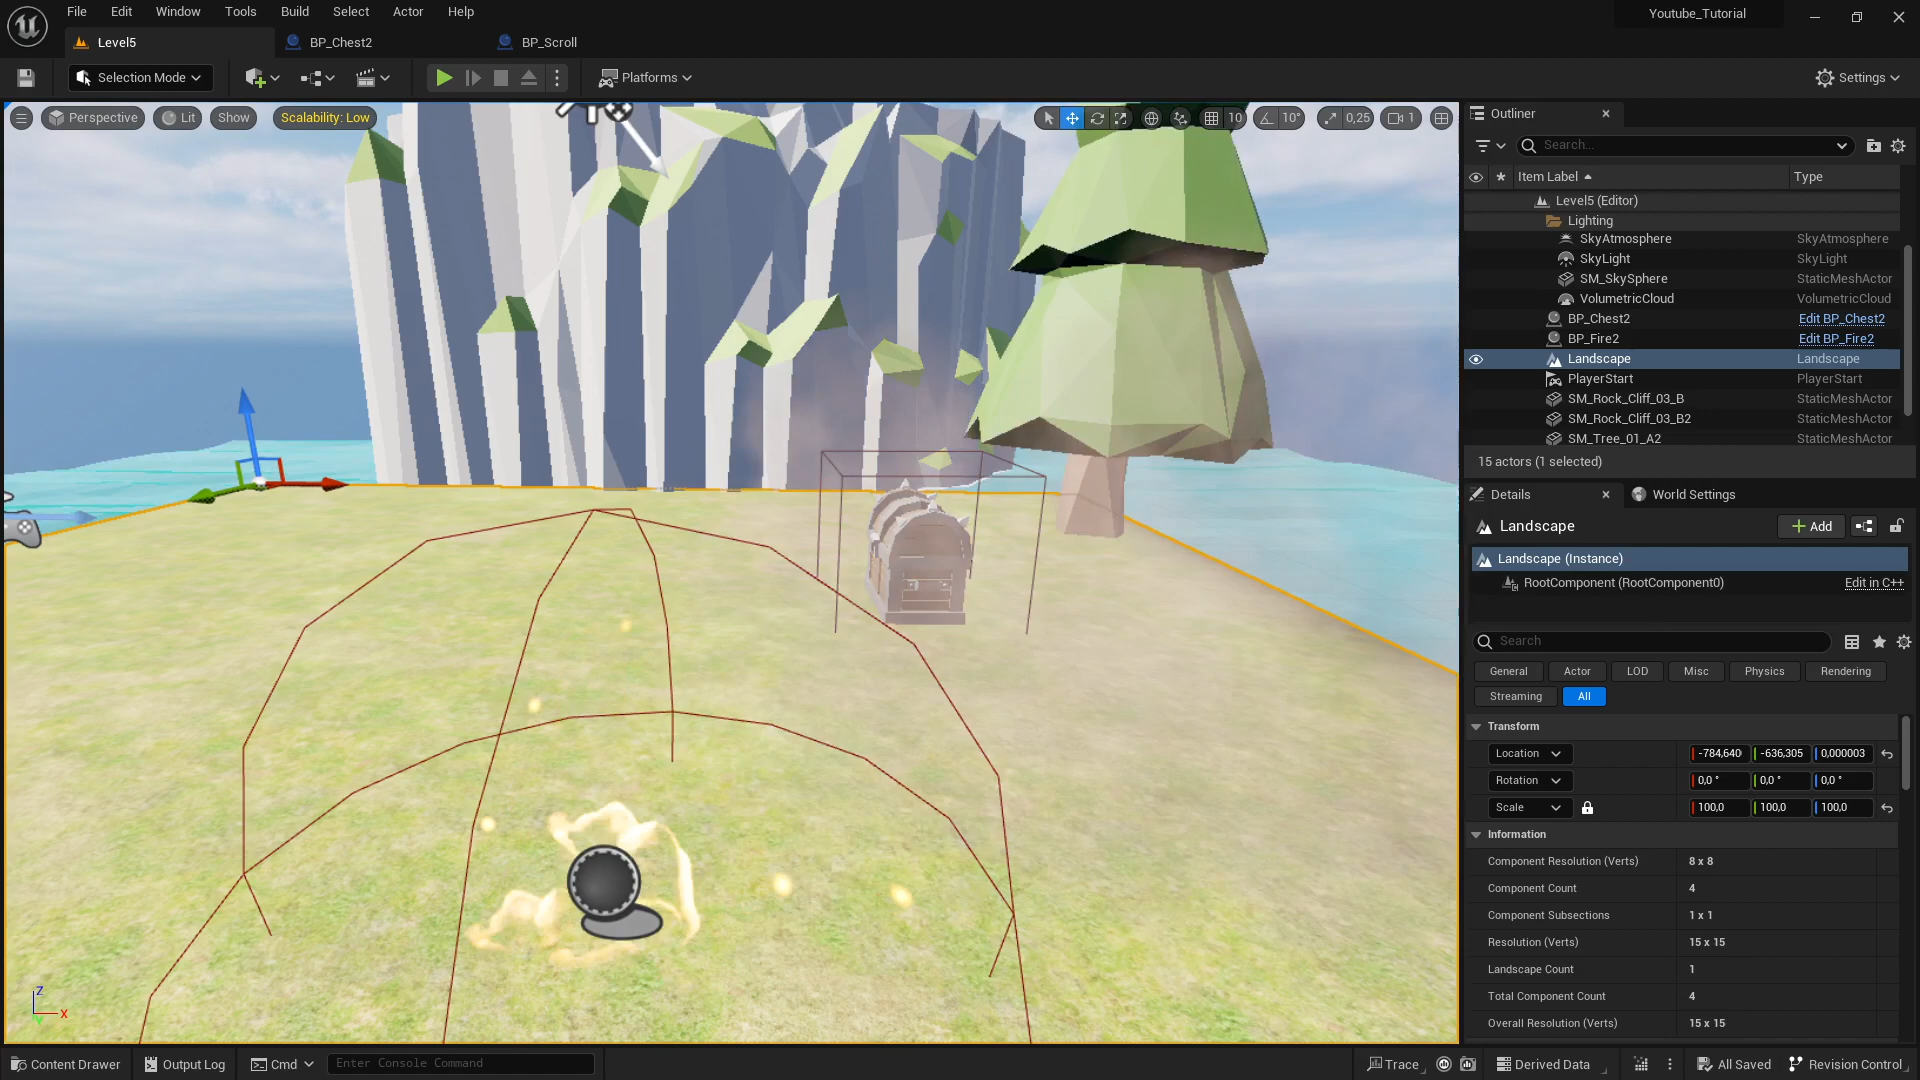 File Edit Window Tools Build Select Actor Help
Youtube_Tutorial
Level5 BP_Chest2 BP_Scroll
Selection Mode Platforms Settings
Perspective Lit Show Scalability: Low 10 10° 0,25 1
Outliner
Search...
Item Label Type
Level5 (Editor)
Lighting
SkyAtmosphere SkyAtmosphere
SkyLight SkyLight
SM_SkySphere StaticMeshActor
VolumetricCloud VolumetricCloud
BP_Chest2 Edit BP_Chest2
BP_Fire2 Edit BP_Fire2
Landscape Landscape
PlayerStart PlayerStart
SM_Rock_Cliff_03_B StaticMeshActor
SM_Rock_Cliff_03_B2 StaticMeshActor
SM_Tree_01_A2 StaticMeshActor
15 actors (1 selected)
Details World Settings
Landscape Add
Landscape (Instance)
RootComponent (RootComponent0) Edit in C++
Search
General Actor LOD Misc Physics Rendering
Streaming All
Transform
Location -784,640 -636,305 0,000003
Rotation 0,0 ° 0,0 ° 0,0 °
Scale 100,0 100,0 100,0
Information
Component Resolution (Verts) 8 x 8
Component Count 4
Component Subsections 1 x 1
Resolution (Verts) 15 x 15
Landscape Count 1
Total Component Count 4
Overall Resolution (Verts) 15 x 15
Z
X
Y
Content Drawer Output Log Cmd Enter Console Command Trace Derived Data All Saved Revision Control